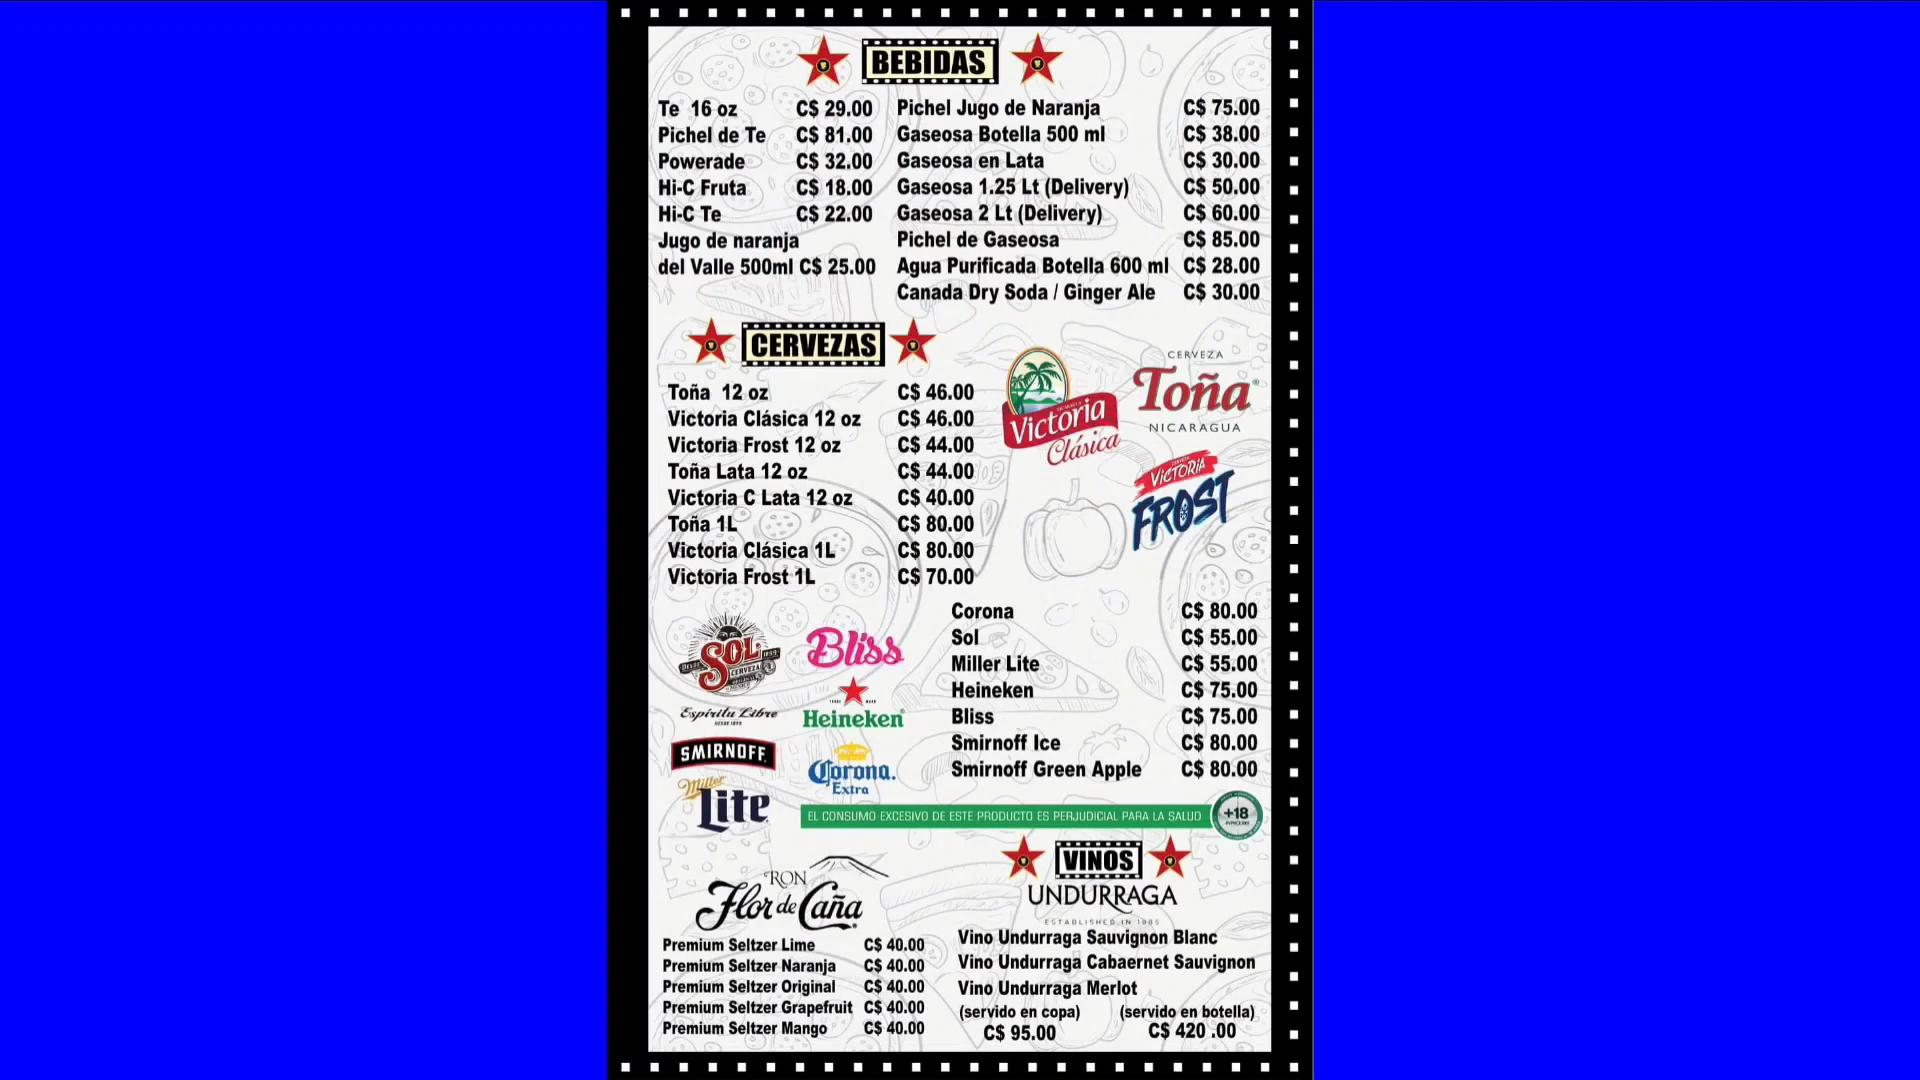 BEBIDAS
Te 16 oz C$ 29.00
Pichel de Te C$ 81.00
Powerade C$ 32.00
Hi-C Fruta C$ 18.00
Hi-C Te C$ 22.00
Jugo de naranja
del Valle 500ml C$ 25.00
Pichel Jugo de Naranja C$ 75.00
Gaseosa Botella 500 ml C$ 38.00
Gaseosa en Lata C$ 30.00
Gaseosa 1.25 Lt (Delivery) C$ 50.00
Gaseosa 2 Lt (Delivery) C$ 60.00
Pichel de Gaseosa C$ 85.00
Agua Purificada Botella 600 ml C$ 28.00
Canada Dry Soda / Ginger Ale C$ 30.00
CERVEZAS
Toña 12 oz C$ 46.00
Victoria Clásica 12 oz C$ 46.00
Victoria Frost 12 oz C$ 44.00
Toña Lata 12 oz C$ 44.00
Victoria C Lata 12 oz C$ 40.00
Toña 1L C$ 80.00
Victoria Clásica 1L C$ 80.00
Victoria Frost 1L C$ 70.00
Victoria
Clásica
CERVEZA
Toña
NICARAGUA
VICTORIA
FROST
SOL
CERVEZA
Espíritu Libre
Bliss
Heineken
SMIRNOFF
Corona.
Extra
Miller
Lite
Corona C$ 80.00
Sol C$ 55.00
Miller Lite C$ 55.00
Heineken C$ 75.00
Bliss C$ 75.00
Smirnoff Ice C$ 80.00
Smirnoff Green Apple C$ 80.00
EL CONSUMO EXCESIVO DE ESTE PRODUCTO ES PERJUDICIAL PARA LA SALUD
+18
RON
Flor de Caña
Premium Seltzer Lime C$ 40.00
Premium Seltzer Naranja C$ 40.00
Premium Seltzer Original C$ 40.00
Premium Seltzer Grapefruit C$ 40.00
Premium Seltzer Mango C$ 40.00
VINOS
UNDURRAGA
ESTABLISHED IN 1885
Vino Undurraga Sauvignon Blanc
Vino Undurraga Cabaernet Sauvignon
Vino Undurraga Merlot
(servido en copa) (servido en botella)
C$ 95.00 C$ 420 .00